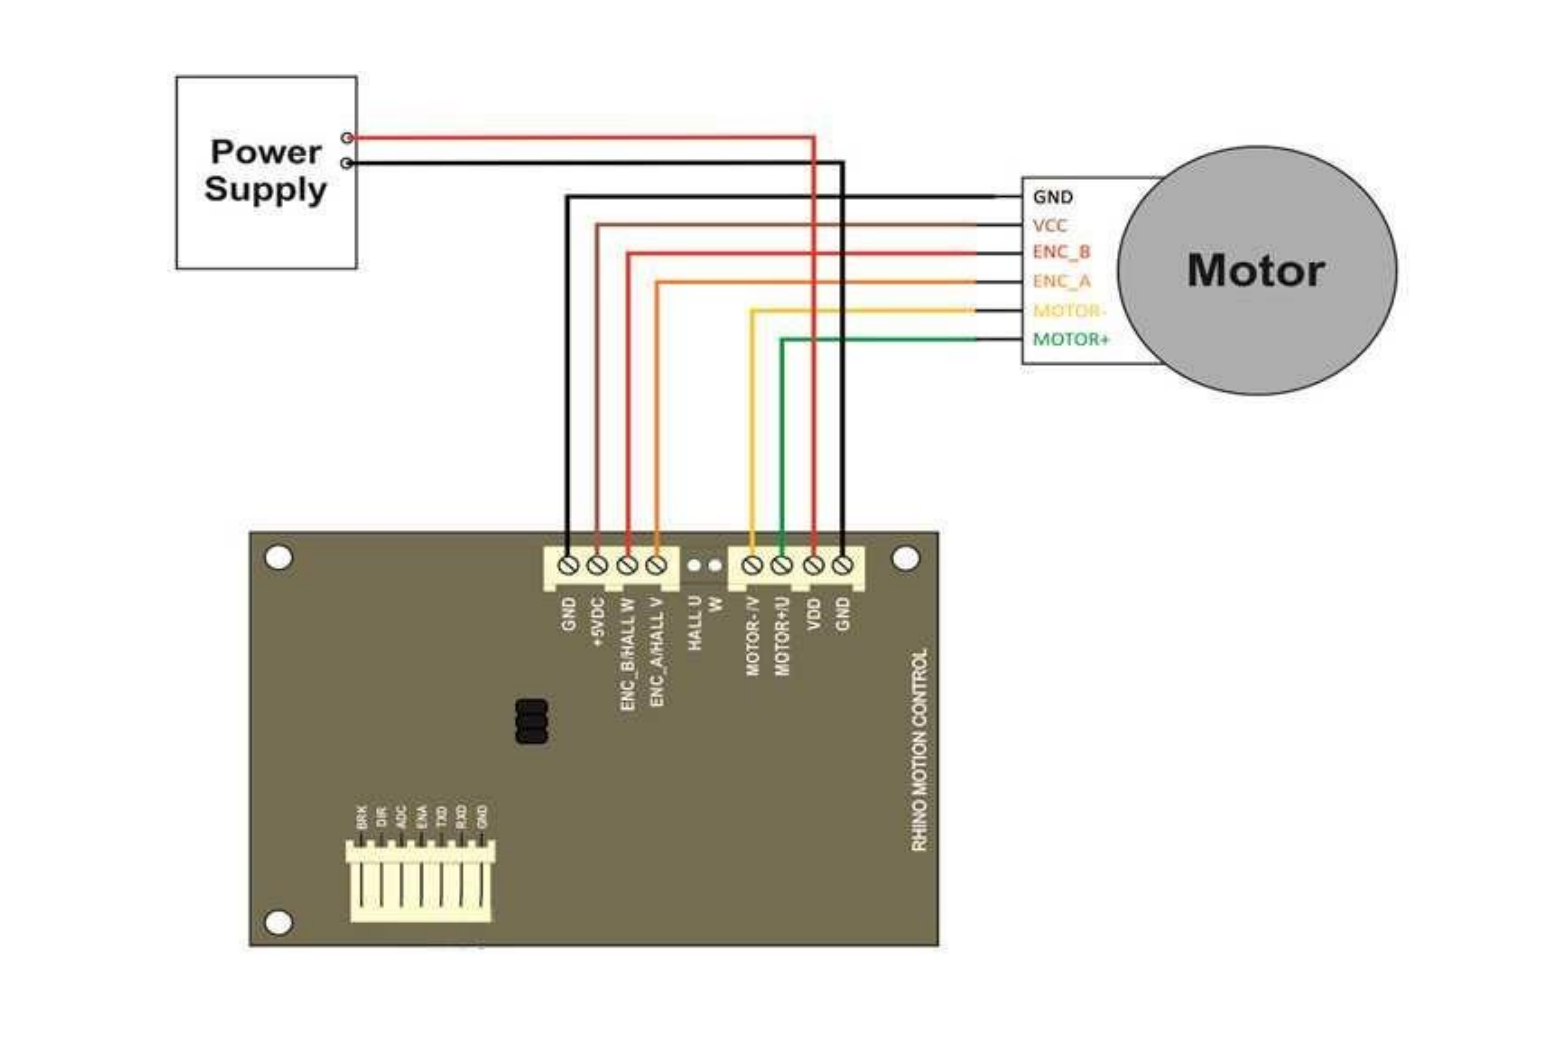 Power
Supply
GND
VCC
ENC_B
ENC_A
MOTOR-
MOTOR+
Motor
GND
+5VDC
ENC_B/HALL W
ENC_A/HALL V
HALL U
W
MOTOR- /V
MOTOR+/U
VDD
GND
RHINO MOTION CONTROL
BRK
DIR
ADC
ENA
TXD
RXD
GND